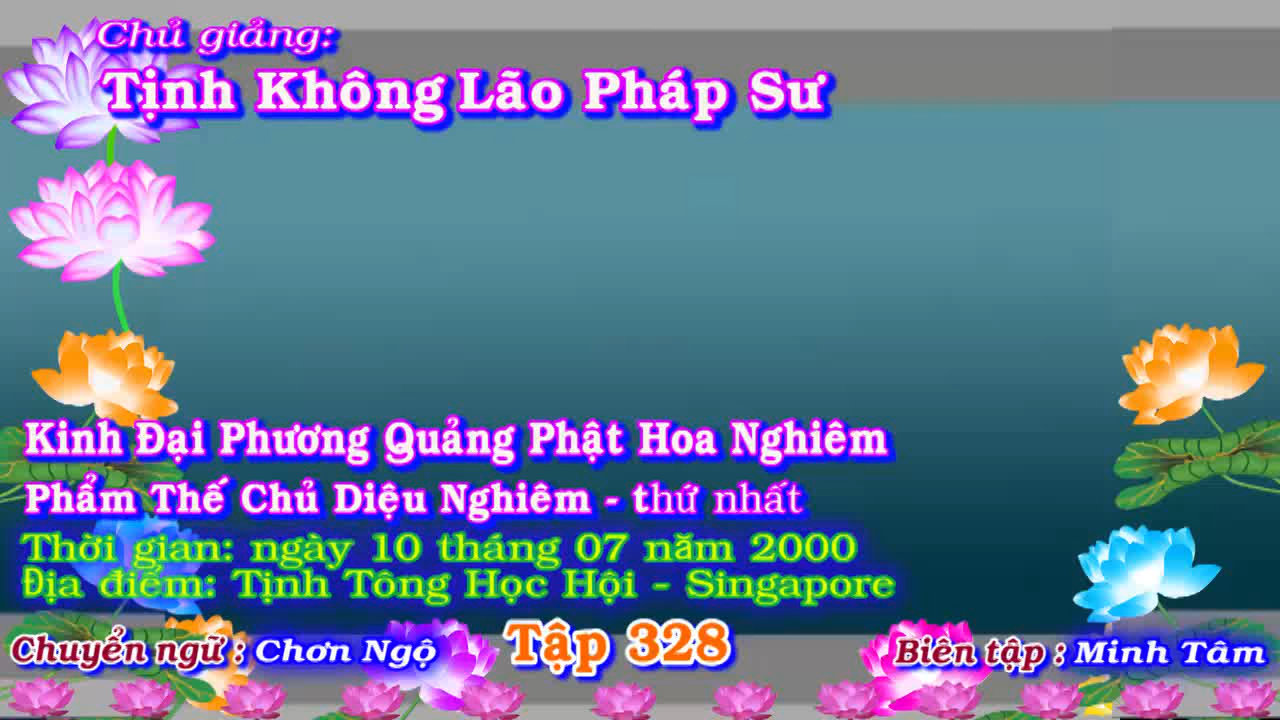 Chủ giảng:
Tịnh Không Lão Pháp Sư
Kinh Đại Phương Quảng Phật Hoa Nghiêm
Phẩm Thế Chủ Diệu Nghiêm - thứ nhất
Thời gian: ngày 10 tháng 07 năm 2000
Địa điểm: Tịnh Tông Học Hội - Singapore
Chuyển ngữ : Chơn Ngộ
Tập 328
Biên tập : Minh Tâm